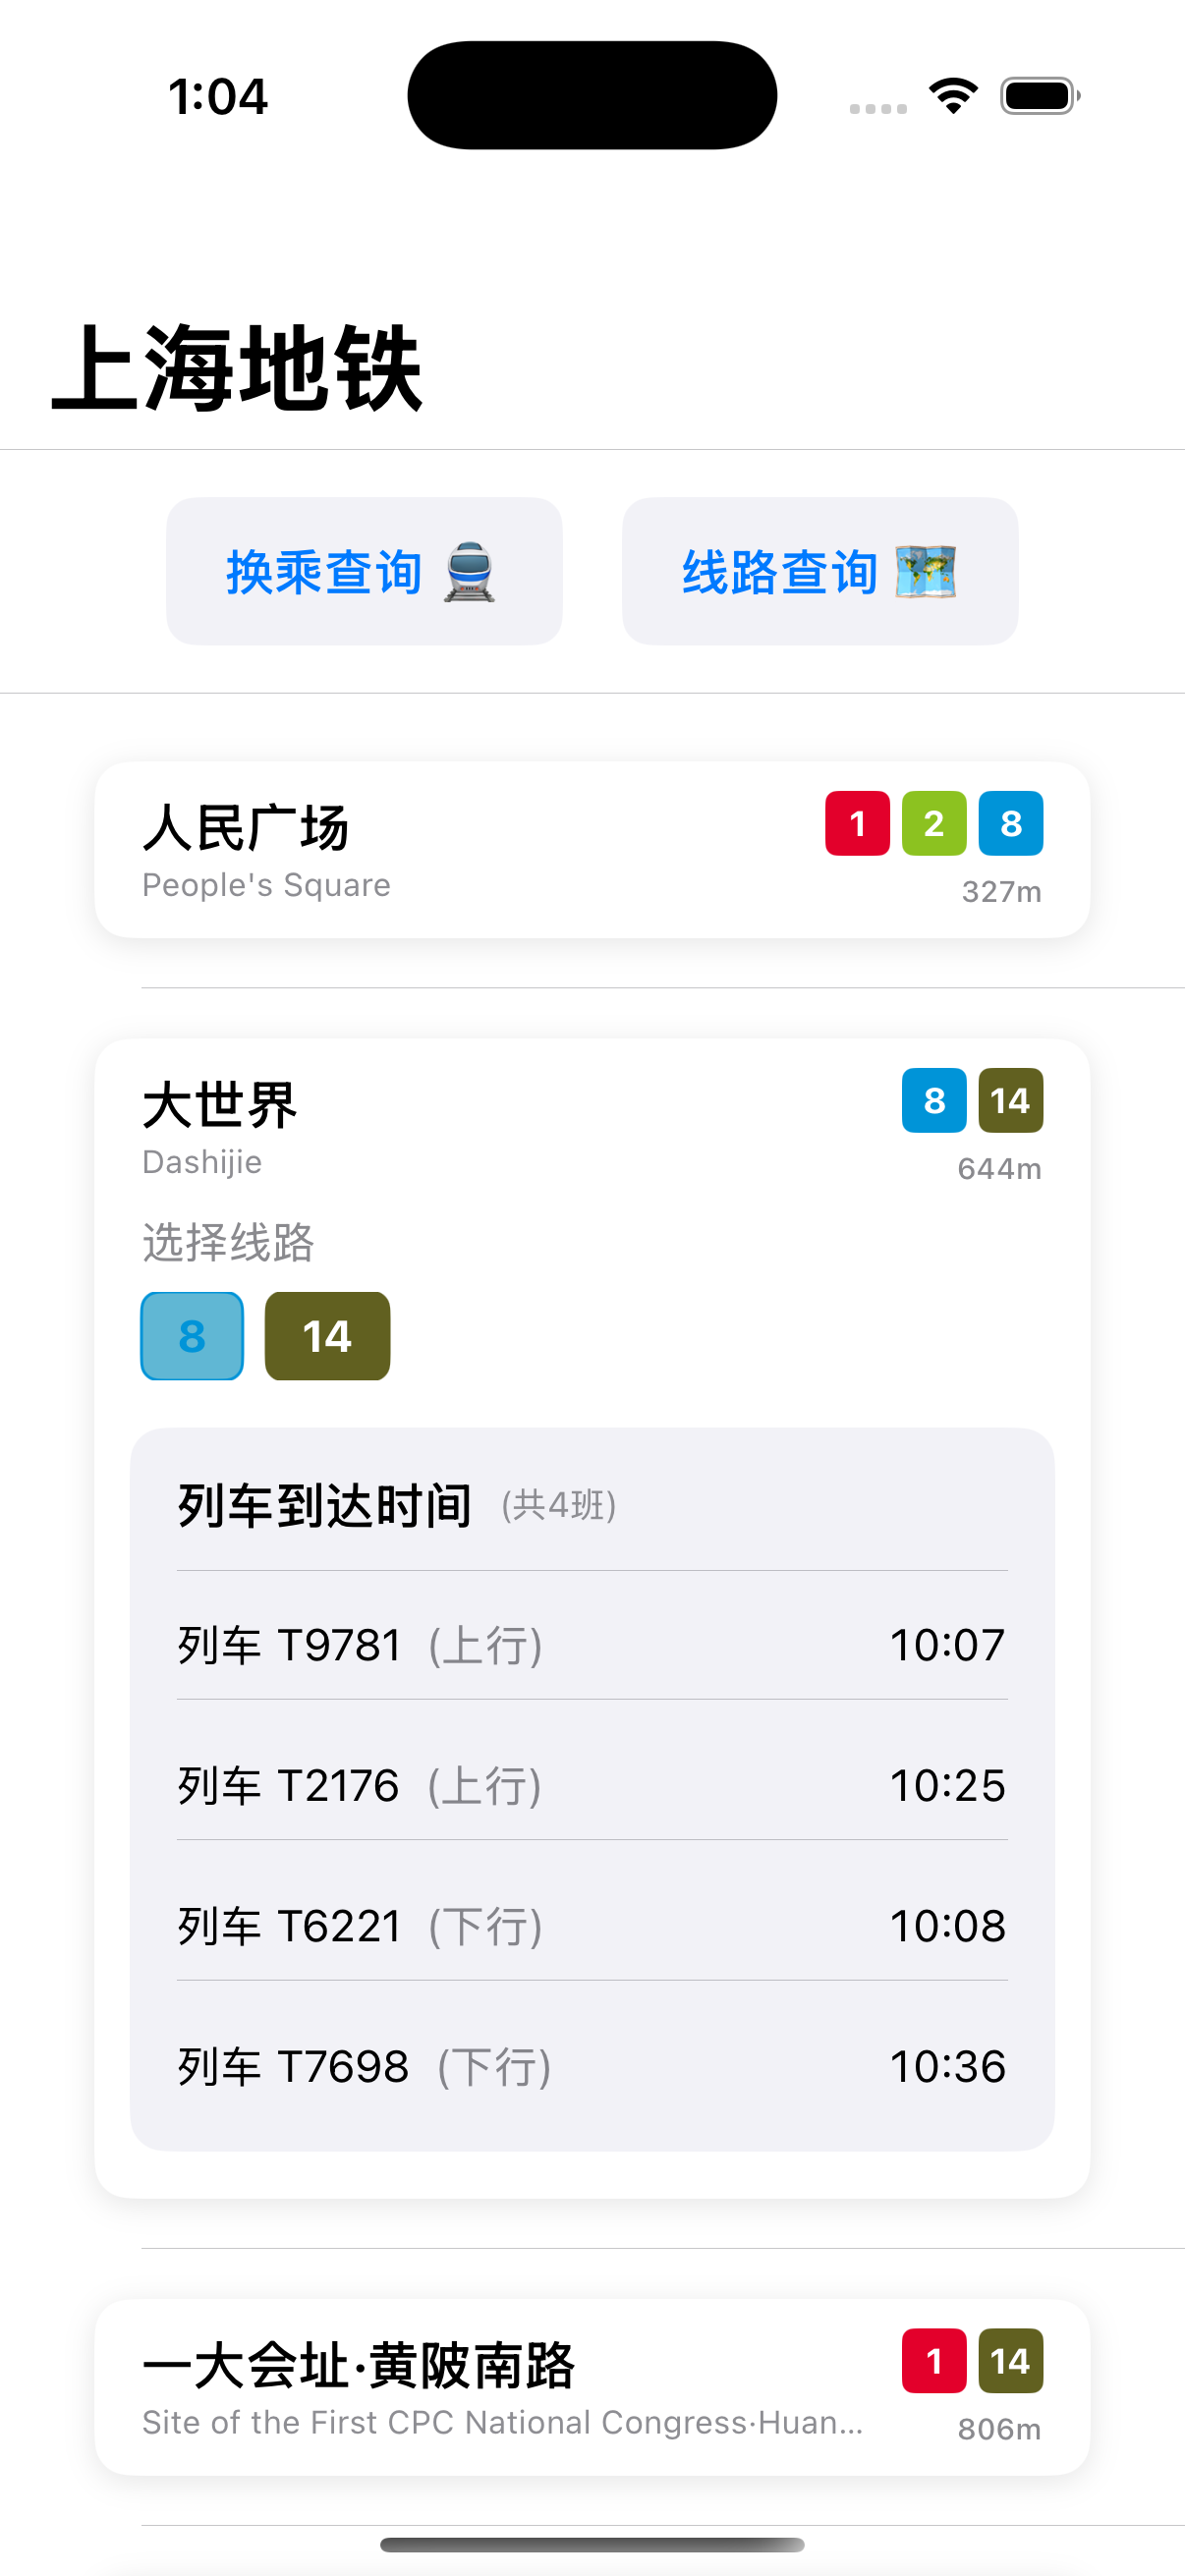 1:04
上海地铁
换乘查询 🚆
线路查询 🗺️
人民广场
1 2 8
People's Square
327m
大世界
8 14
Dashijie
644m
选择线路
8 14
列车到达时间 (共4班)
列车 T9781 (上行) 10:07
列车 T2176 (上行) 10:25
列车 T6221 (下行) 10:08
列车 T7698 (下行) 10:36
一大会址·黄陂南路
1 14
Site of the First CPC National Congress·Huan...
806m